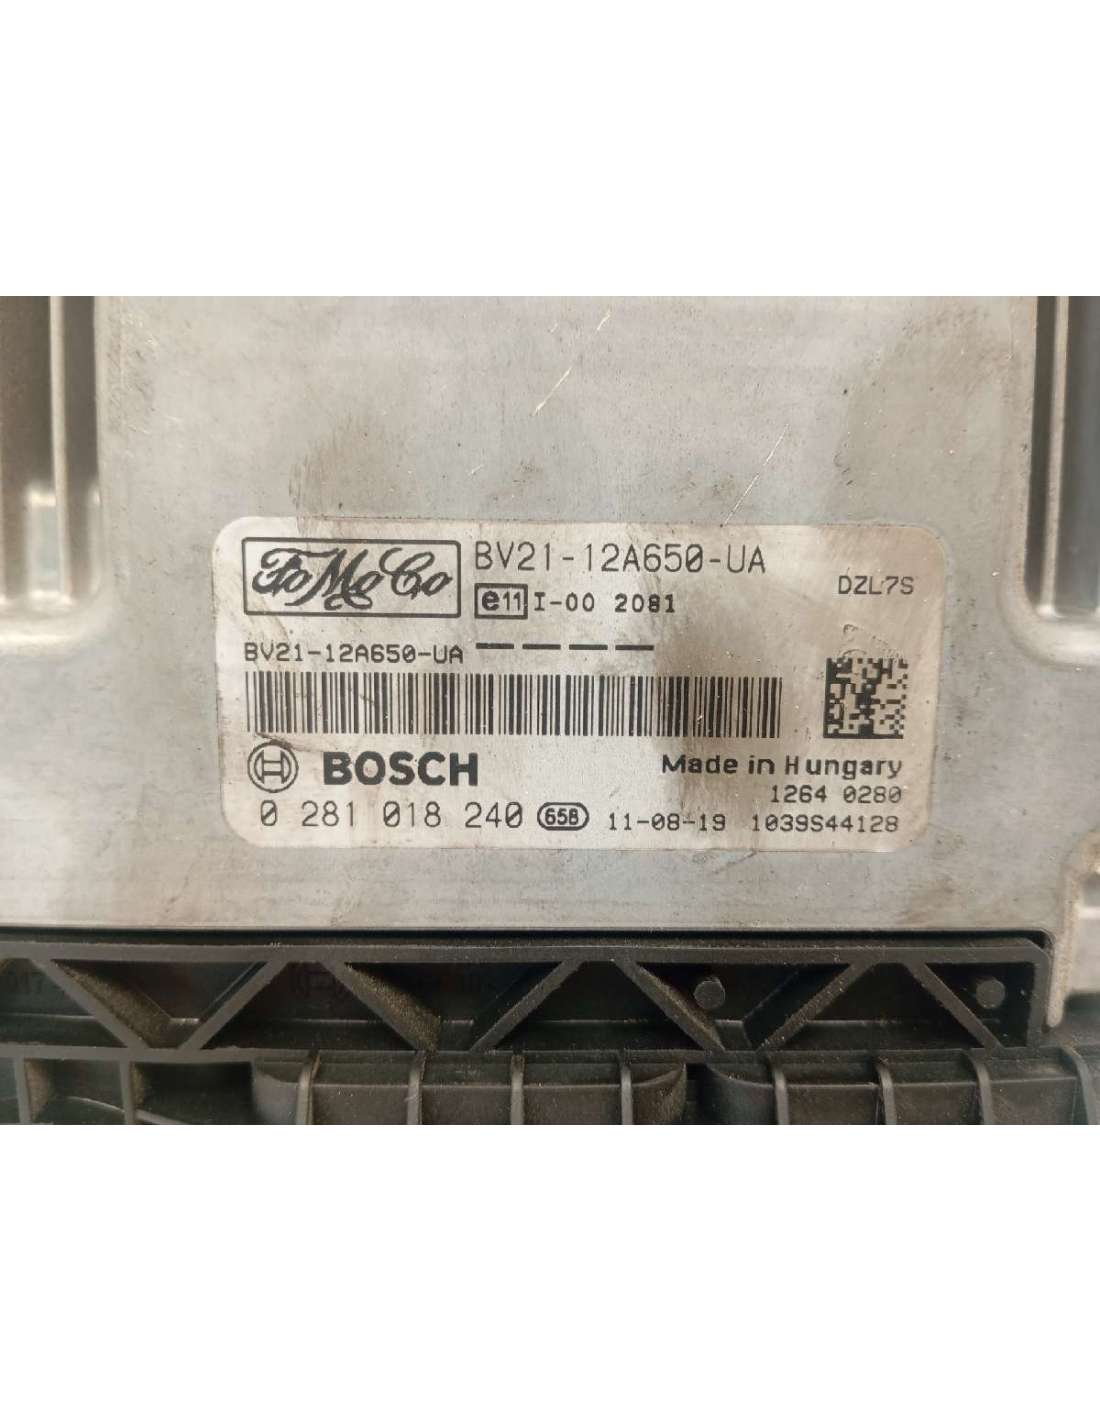 FoMoCo
BV21-12A650-UA
DZL7S
e11 I-00 2081
BV21-12A650-UA
BOSCH
Made in Hungary
1264 0280
0 281 018 240 658 11-08-19 1039S44128